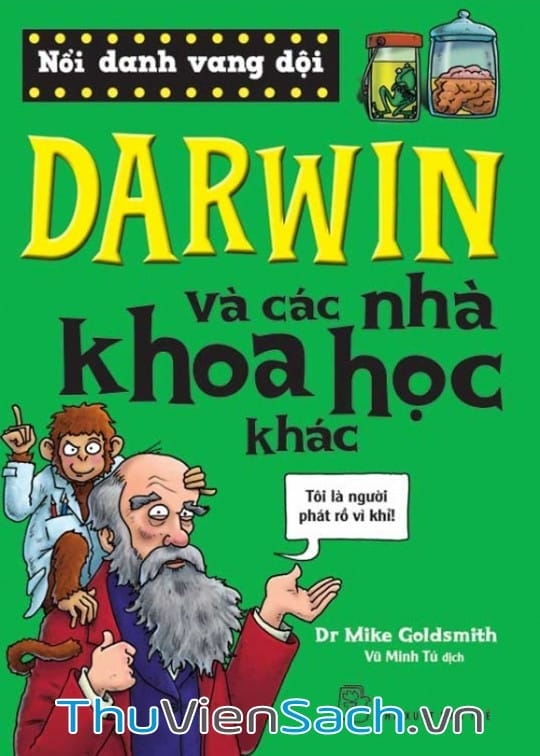 Nổi danh vang dội
DARWIN
và các nhà
khoa học
khác
Tôi là người
phát rồ vì khỉ!
Dr Mike Goldsmith
Vũ Minh Tú dịch
ThuVienSach.vn